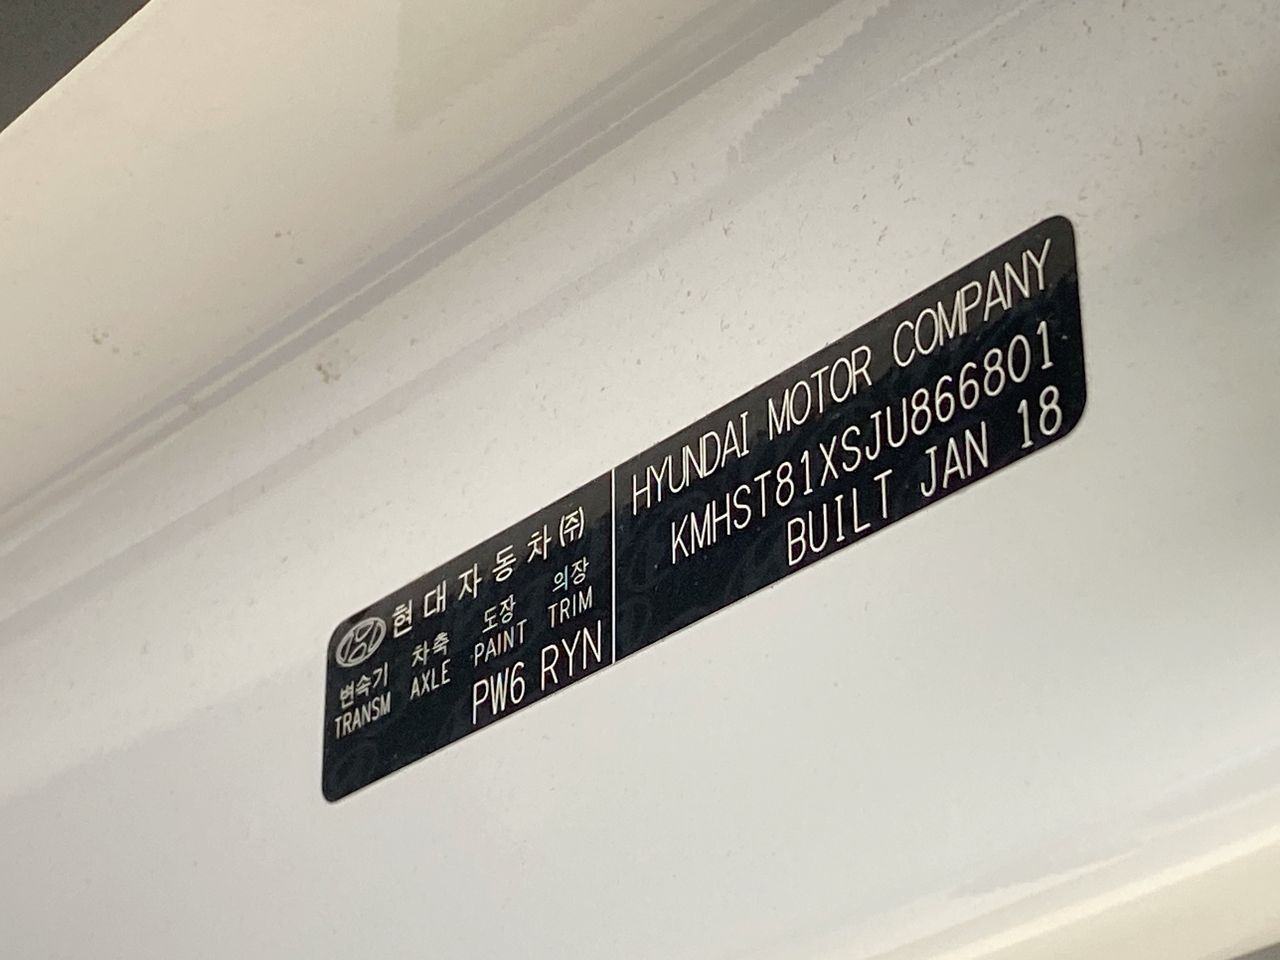 현대자동차(주)
변속기 차축 도장 의장
TRANSM AXLE PAINT TRIM
PW6 RYN
HYUNDAI MOTOR COMPANY
KMHST81XSJU866801
BUILT JAN 18